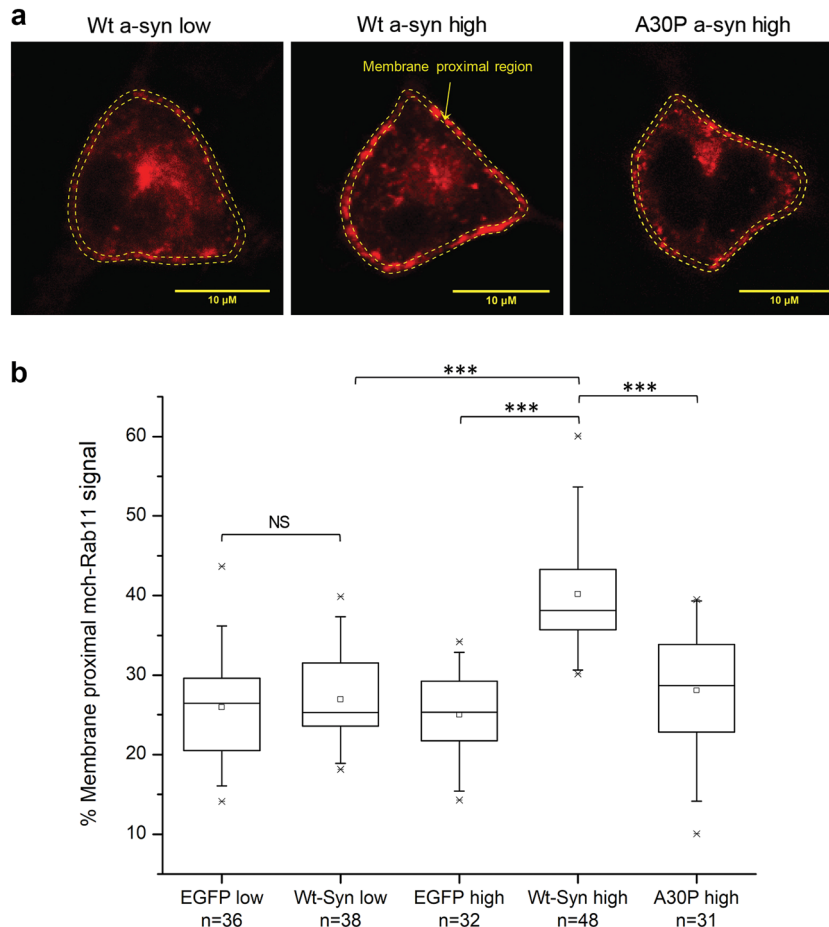 a
Wt a-syn low
Wt a-syn high
A30P a-syn high
Membrane proximal region
10 µM
10 µM
10 µM
b
% Membrane proximal mch-Rab11 signal
60
50
40
30
20
10
***
***
***
NS
EGFP low
n=36
Wt-Syn low
n=38
EGFP high
n=32
Wt-Syn high
n=48
A30P high
n=31